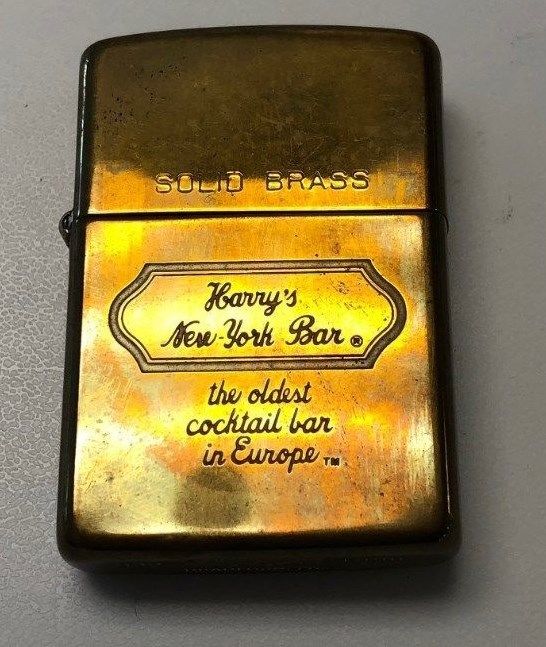 SOLID BRASS
Harry's
New-York Bar ®
the oldest
cocktail bar
in Europe ™